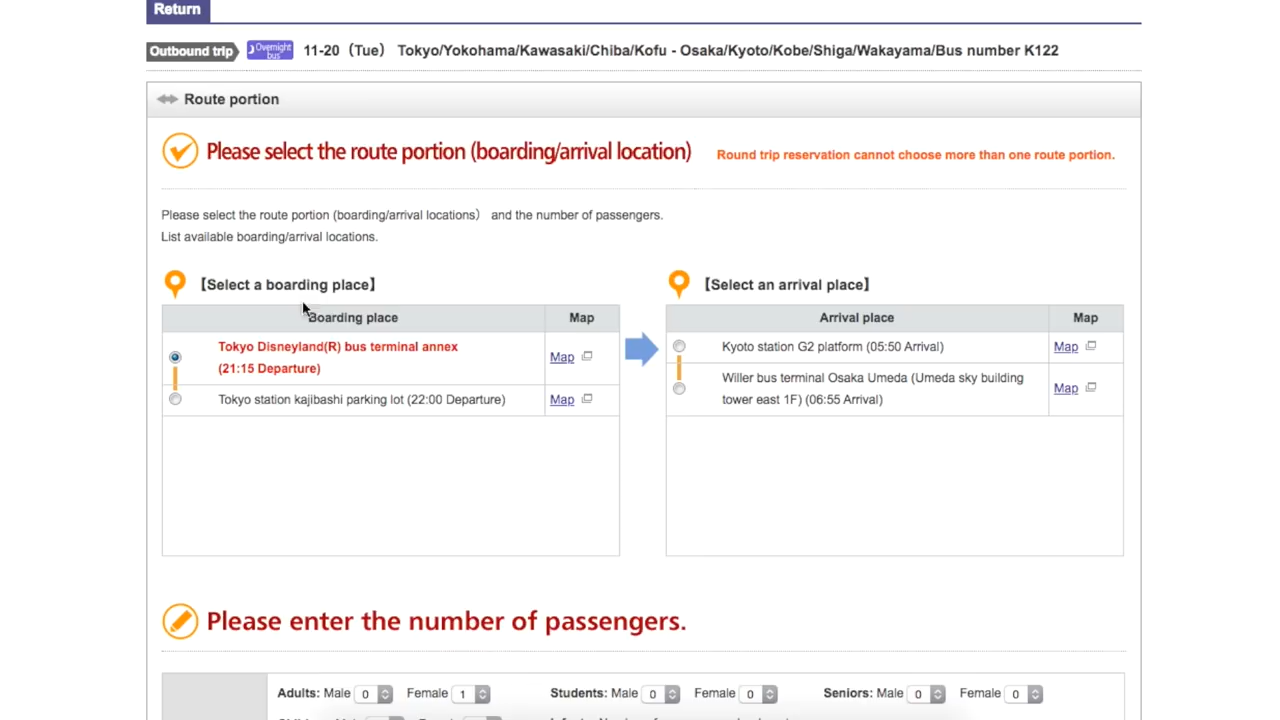 Return
Outbound trip Overnight bus 11-20 (Tue) Tokyo/Yokohama/Kawasaki/Chiba/Kofu - Osaka/Kyoto/Kobe/Shiga/Wakayama/Bus number K122
Route portion
Please select the route portion (boarding/arrival location) Round trip reservation cannot choose more than one route portion.
Please select the route portion (boarding/arrival locations) and the number of passengers.
List available boarding/arrival locations.
【Select a boarding place】
Boarding place Map
Tokyo Disneyland(R) bus terminal annex
(21:15 Departure) Map
Tokyo station kajibashi parking lot (22:00 Departure) Map
【Select an arrival place】
Arrival place Map
Kyoto station G2 platform (05:50 Arrival) Map
Willer bus terminal Osaka Umeda (Umeda sky building
tower east 1F) (06:55 Arrival) Map
Please enter the number of passengers.
Adults: Male 0 Female 1 Students: Male 0 Female 0 Seniors: Male 0 Female 0